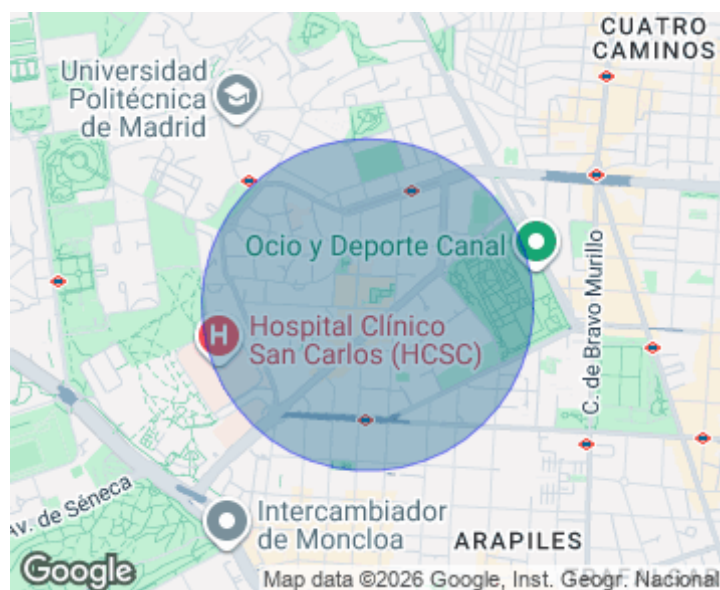 CUATRO
CAMINOS
Universidad
Politécnica
de Madrid
Ocio y Deporte Canal
H
Hospital Clínico
San Carlos (HCSC)
C. de Bravo Murillo
Av. de Séneca
Intercambiador
de Moncloa
ARAPILES
TRAFALGAR
Google
Map data ©2026 Google, Inst. Geogr. Nacional